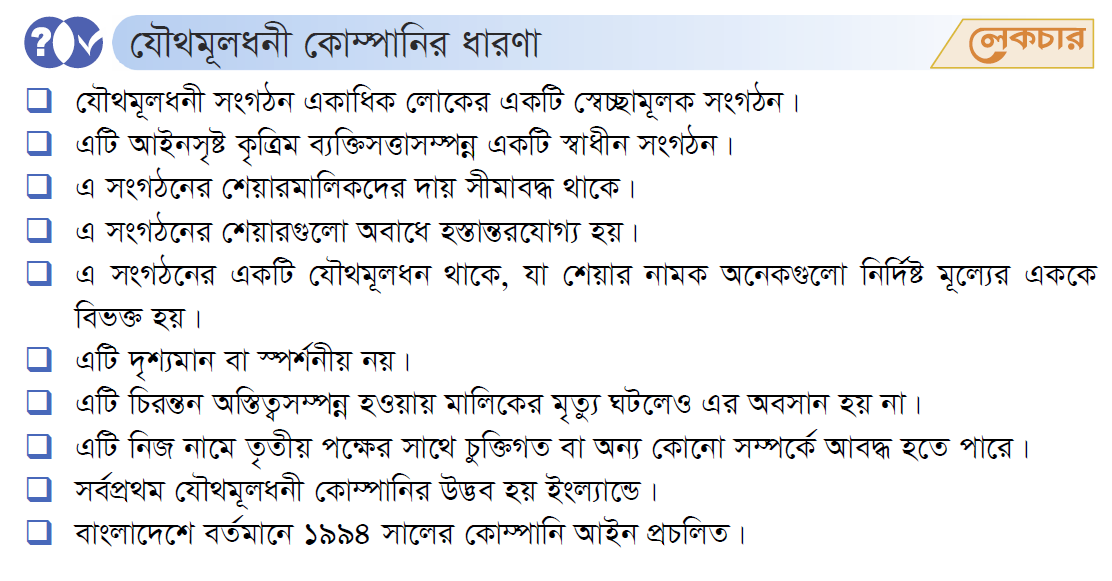 যৌথমূলধনী কোম্পানির ধারণা
লেকচার
যৌথমূলধনী সংগঠন একাধিক লোকের একটি স্বেচ্ছামূলক সংগঠন।
এটি আইনসৃষ্ট কৃত্রিম ব্যক্তিসত্তাসম্পন্ন একটি স্বাধীন সংগঠন।
এ সংগঠনের শেয়ারমালিকদের দায় সীমাবদ্ধ থাকে।
এ সংগঠনের শেয়ারগুলো অবাধে হস্তান্তরযোগ্য হয়।
এ সংগঠনের একটি যৌথমূলধন থাকে, যা শেয়ার নামক অনেকগুলো নির্দিষ্ট মূল্যের এককে
বিভক্ত হয়।
এটি দৃশ্যমান বা স্পর্শনীয় নয়।
এটি চিরন্তন অস্তিত্বসম্পন্ন হওয়ায় মালিকের মৃত্যু ঘটলেও এর অবসান হয় না।
এটি নিজ নামে তৃতীয় পক্ষের সাথে চুক্তিগত বা অন্য কোনো সম্পর্কে আবদ্ধ হতে পারে।
সর্বপ্রথম যৌথমূলধনী কোম্পানির উদ্ভব হয় ইংল্যান্ডে।
বাংলাদেশে বর্তমানে ১৯৯৪ সালের কোম্পানি আইন প্রচলিত।